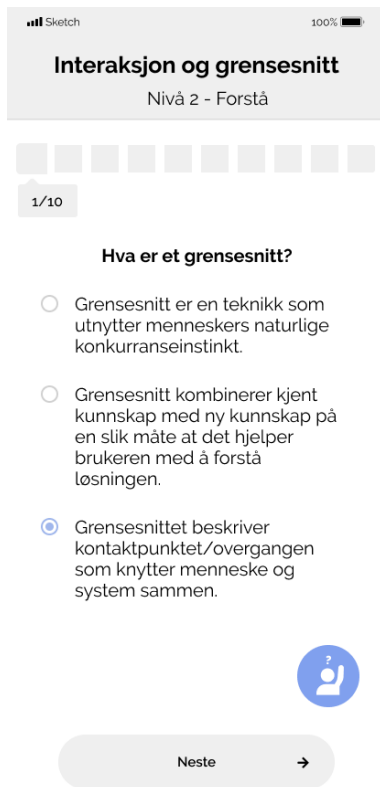 Sketch
100%
Interaksjon og grensesnitt
Nivå 2 - Forstå
1/10
Hva er et grensesnitt?
Grensesnitt er en teknikk som
utnytter menneskers naturlige
konkurranseinstinkt.
Grensesnitt kombinerer kjent
kunnskap med ny kunnskap på
en slik måte at det hjelper
brukeren med å forstå
løsningen.
Grensesnittet beskriver
kontaktpunktet/overgangen
som knytter menneske og
system sammen.
?
Neste →